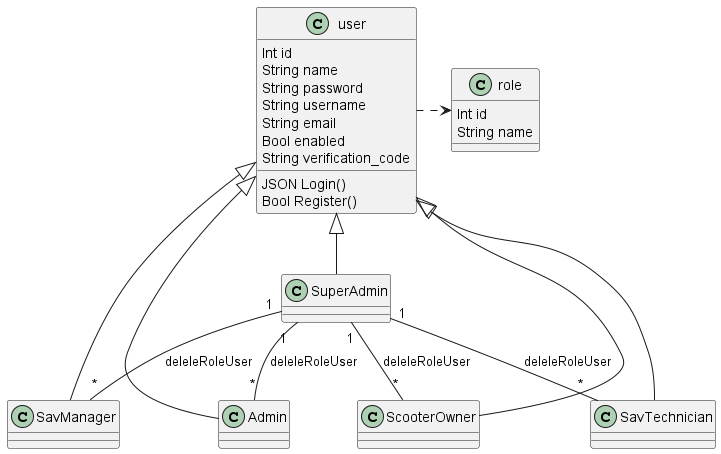 C user
Int id
String name
String password
String username
String email
Bool enabled
String verification_code
JSON Login()
Bool Register()
C role
Int id
String name
C SuperAdmin
1
1
1
1
deleleRoleUser
deleleRoleUser
deleleRoleUser
deleleRoleUser
*
*
*
*
C SavManager
C Admin
C ScooterOwner
C SavTechnician